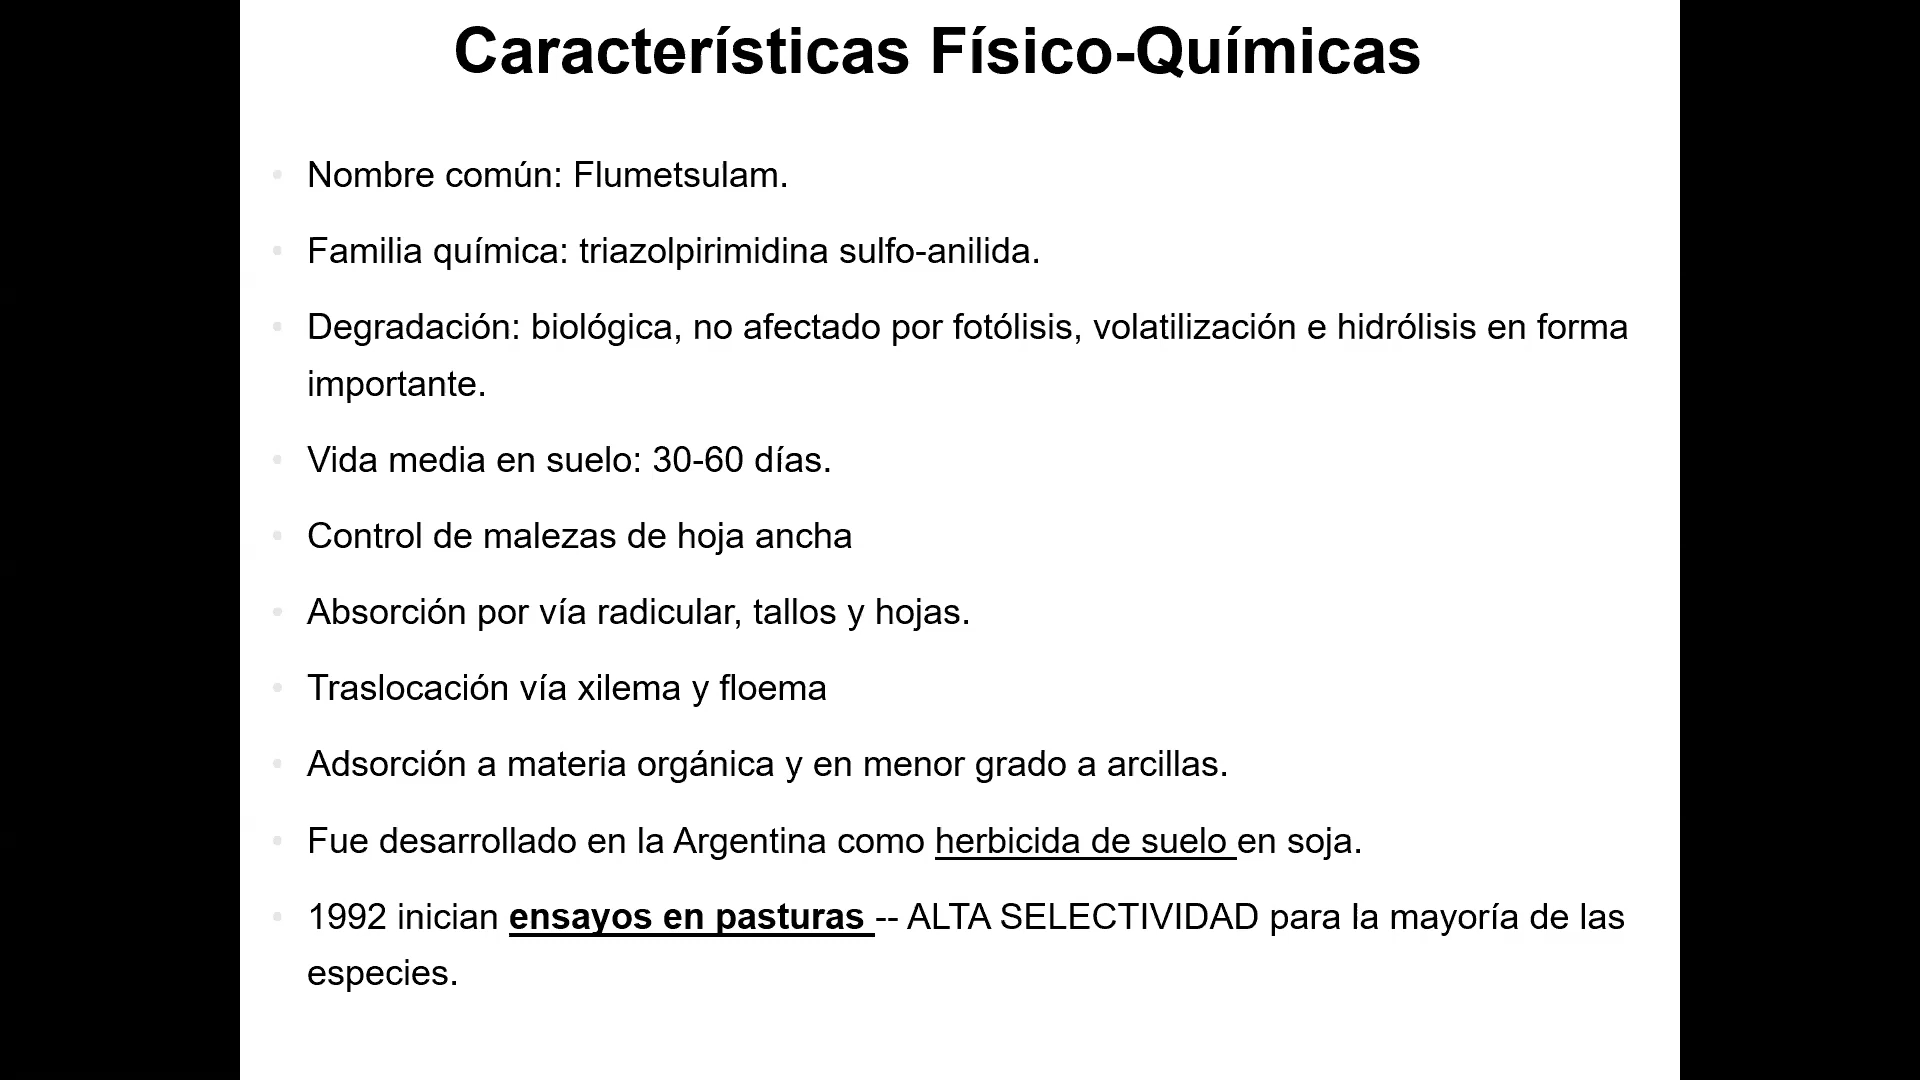 Características Físico-Químicas
• Nombre común: Flumetsulam.
• Familia química: triazolpirimidina sulfo-anilida.
• Degradación: biológica, no afectado por fotólisis, volatilización e hidrólisis en forma
importante.
• Vida media en suelo: 30-60 días.
• Control de malezas de hoja ancha
• Absorción por vía radicular, tallos y hojas.
• Traslocación vía xilema y floema
• Adsorción a materia orgánica y en menor grado a arcillas.
• Fue desarrollado en la Argentina como herbicida de suelo en soja.
• 1992 inician ensayos en pasturas -- ALTA SELECTIVIDAD para la mayoría de las
especies.